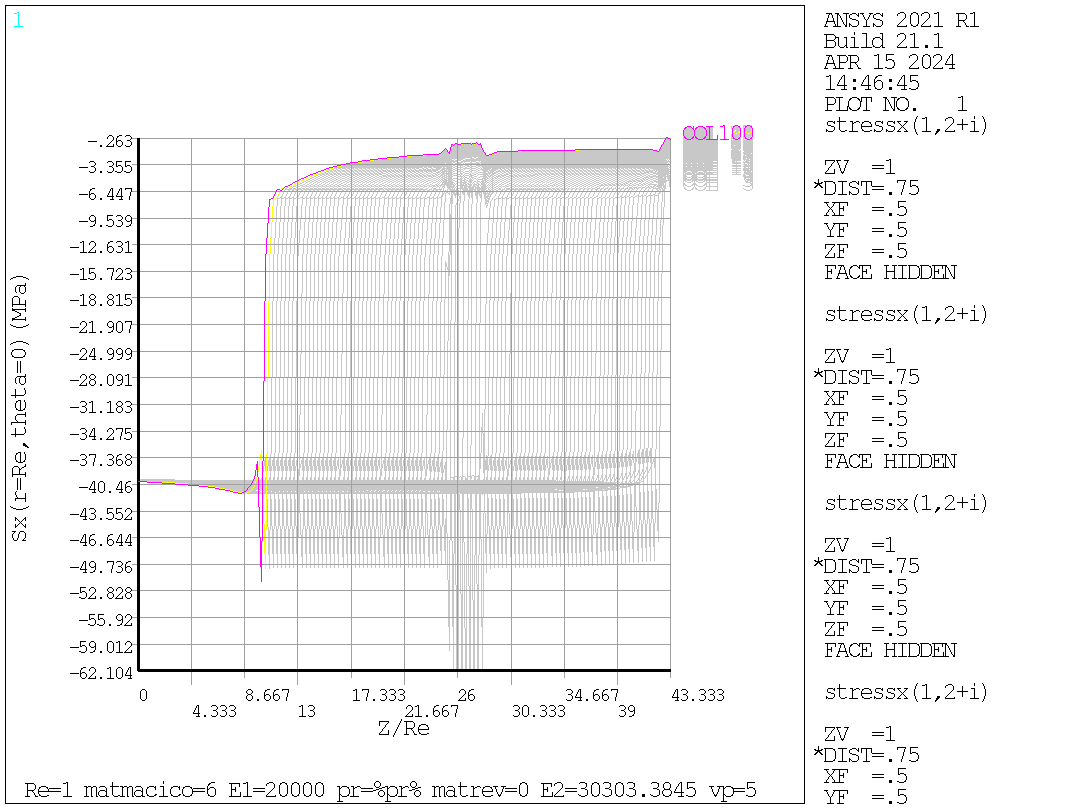 1
ANSYS 2021 R1
Build 21.1
APR 15 2024
14:46:45
PLOT NO. 1
stressx(1,2+i)
ZV =1
*DIST=.75
XF =.5
YF =.5
ZF =.5
FACE HIDDEN
stressx(1,2+i)
ZV =1
*DIST=.75
XF =.5
YF =.5
ZF =.5
FACE HIDDEN
stressx(1,2+i)
ZV =1
*DIST=.75
XF =.5
YF =.5
ZF =.5
FACE HIDDEN
stressx(1,2+i)
ZV =1
*DIST=.75
XF =.5
YF =.5
-.263
-3.355
-6.447
-9.539
-12.631
-15.723
-18.815
-21.907
-24.999
-28.091
-31.183
-34.275
-37.368
-40.46
-43.552
-46.644
-49.736
-52.828
-55.92
-59.012
-62.104
Sx(r=Re,theta=0)(MPa)
0 8.667 17.333 26 34.667 43.333
4.333 13 21.667 30.333 39
Z/Re
Re=1 matmacico=6 E1=20000 pr=%pr% matrev=0 E2=30303.3845 vp=5